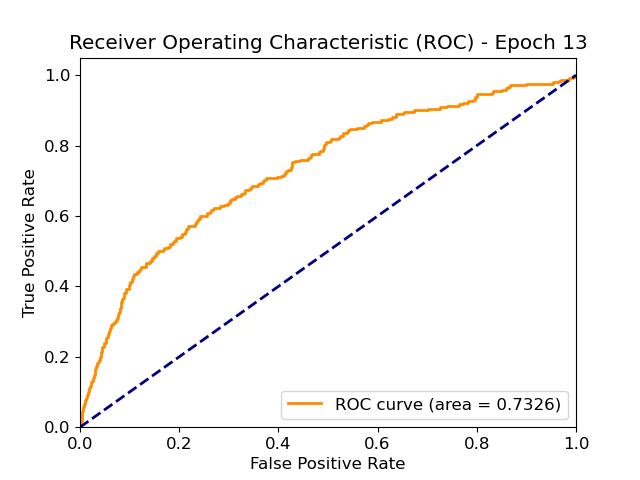 Receiver Operating Characteristic (ROC) - Epoch 13
True Positive Rate
1.0
0.8
0.6
0.4
0.2
0.0
ROC curve (area = 0.7326)
0.0 0.2 0.4 0.6 0.8 1.0
False Positive Rate